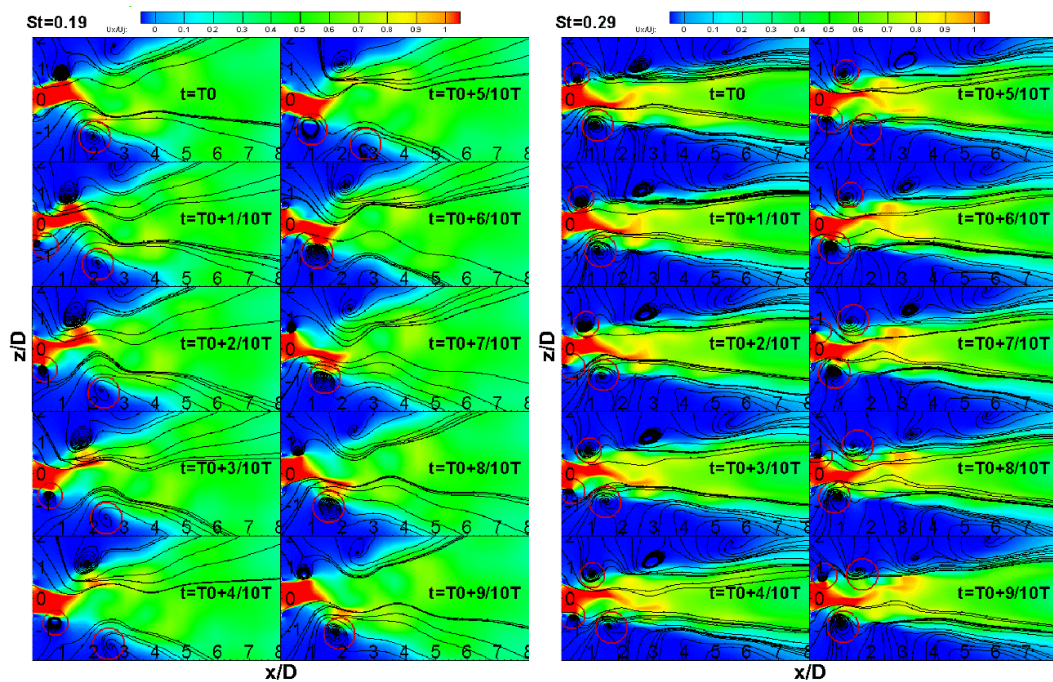 St=0.19
Ux/Uj: 0 0.1 0.2 0.3 0.4 0.5 0.6 0.7 0.8 0.9 1
t=T0
t=T0+5/10T
t=T0+1/10T
t=T0+6/10T
t=T0+2/10T
t=T0+7/10T
t=T0+3/10T
t=T0+8/10T
t=T0+4/10T
t=T0+9/10T
z/D
x/D
St=0.29
Ux/Uj: 0 0.1 0.2 0.3 0.4 0.5 0.6 0.7 0.8 0.9 1
t=T0
t=T0+5/10T
t=T0+1/10T
t=T0+6/10T
t=T0+2/10T
t=T0+7/10T
t=T0+3/10T
t=T0+8/10T
t=T0+4/10T
t=T0+9/10T
z/D
x/D